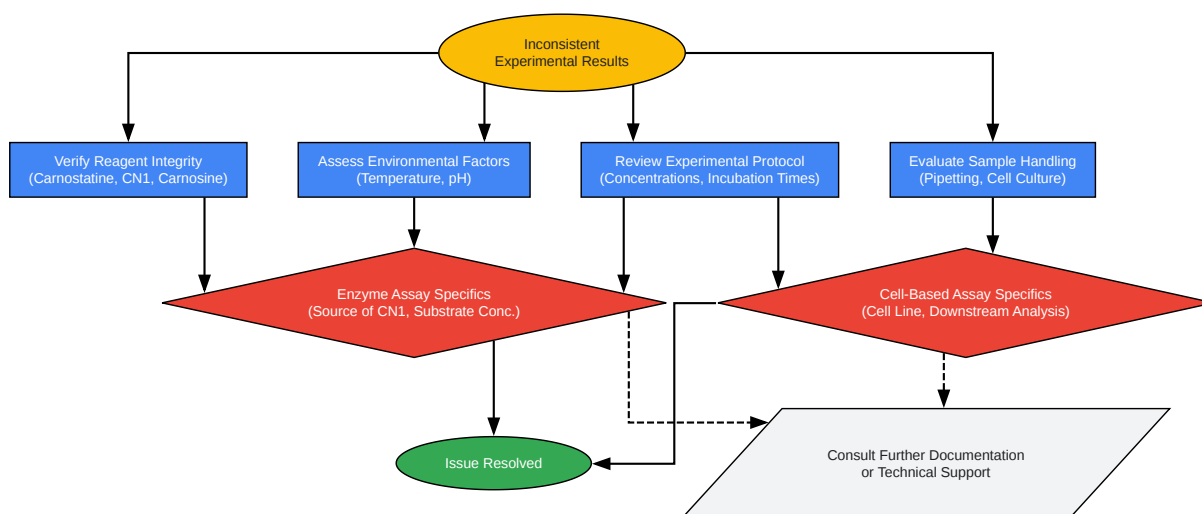 Inconsistent
Experimental Results
Verify Reagent Integrity
(Carnostatine, CN1, Carnosine)
Assess Environmental Factors
(Temperature, pH)
Review Experimental Protocol
(Concentrations, Incubation Times)
Evaluate Sample Handling
(Pipetting, Cell Culture)
Enzyme Assay Specifics
(Source of CN1, Substrate Conc.)
Cell-Based Assay Specifics
(Cell Line, Downstream Analysis)
Issue Resolved
Consult Further Documentation
or Technical Support